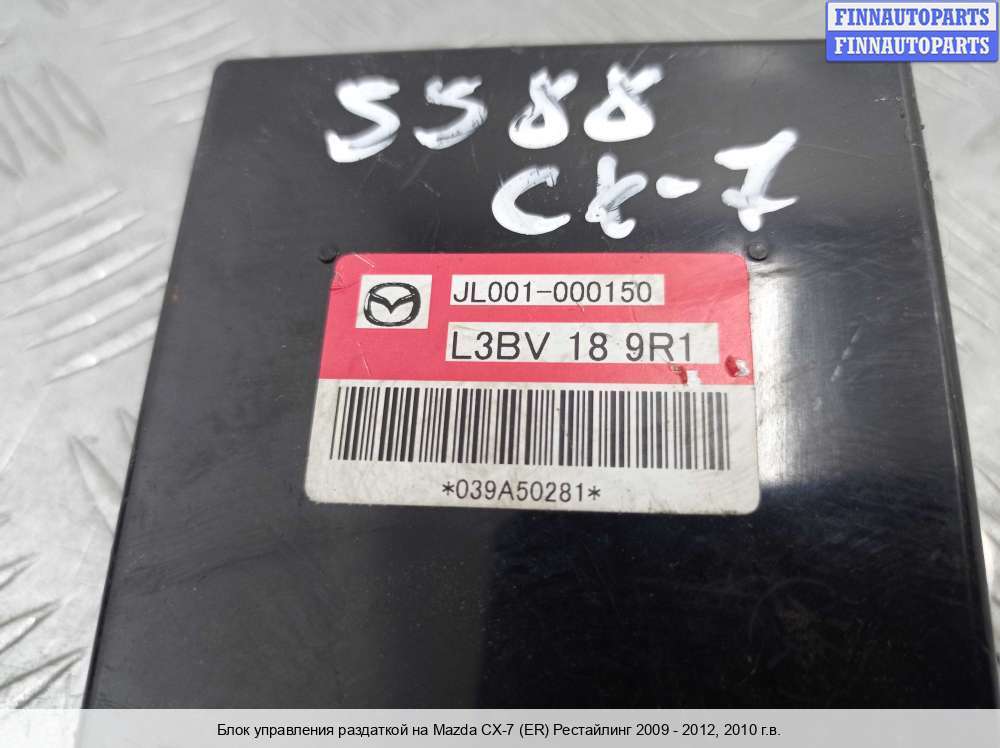 FINNAUTOPARTS
FINNAUTOPARTS
5588
CX-7
JL001-000150
L3BV 18 9R1
*039A50281*
Блок управления раздаткой на Mazda CX-7 (ER) Рестайлинг 2009 - 2012, 2010 г.в.